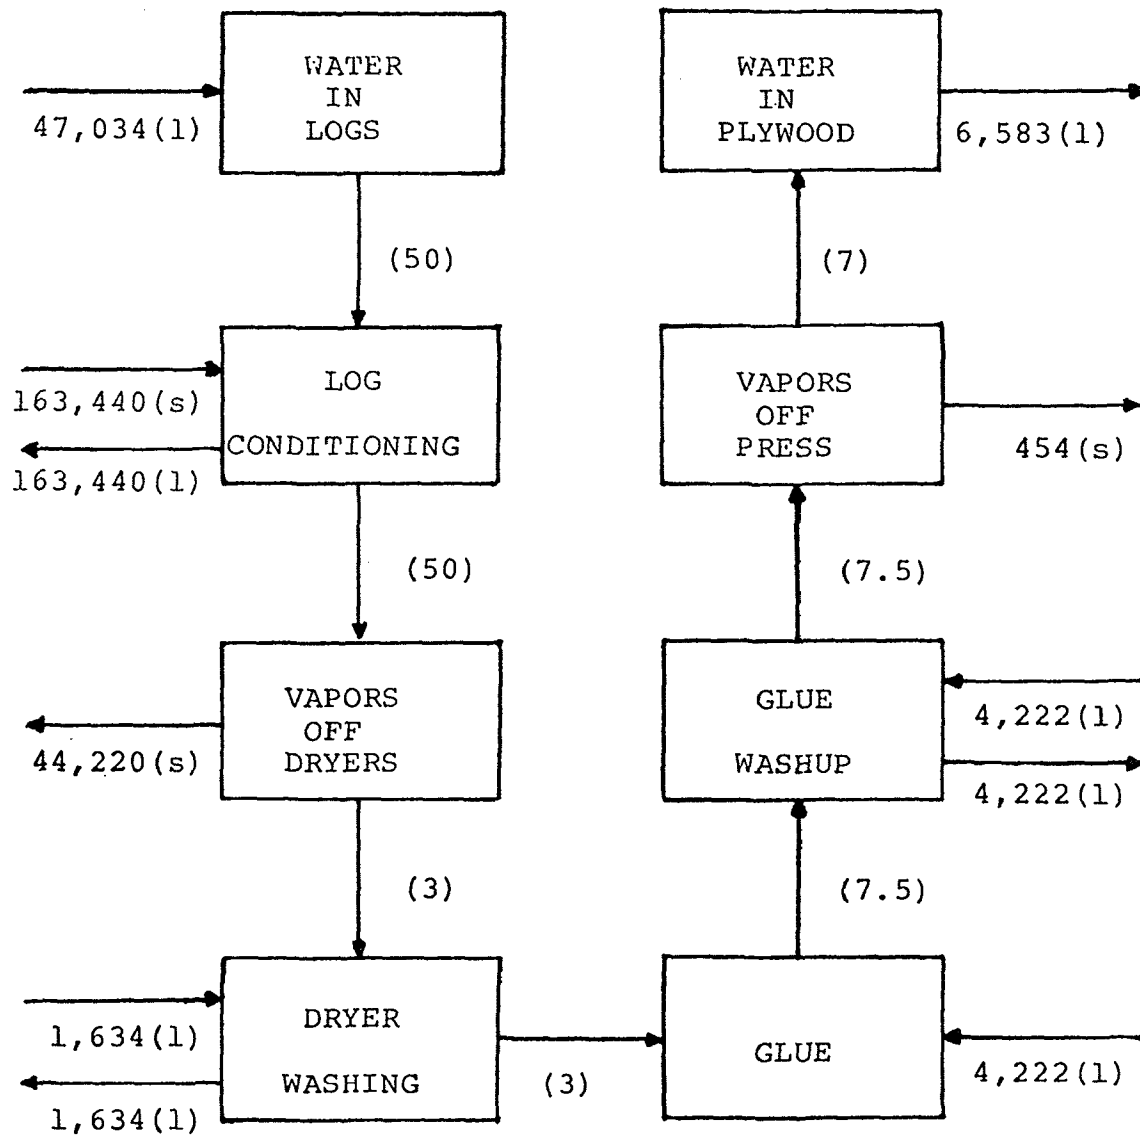 WATER
IN
LOGS
47,034(l)
(50)
LOG
CONDITIONING
163,440(s)
163,440(l)
(50)
VAPORS
OFF
DRYERS
44,220(s)
(3)
DRYER
WASHING
1,634(l)
1,634(l)
(3)
GLUE
4,222(l)
(7.5)
GLUE
WASHUP
4,222(l)
4,222(l)
(7.5)
VAPORS
OFF
PRESS
454(s)
(7)
WATER
IN
PLYWOOD
6,583(l)